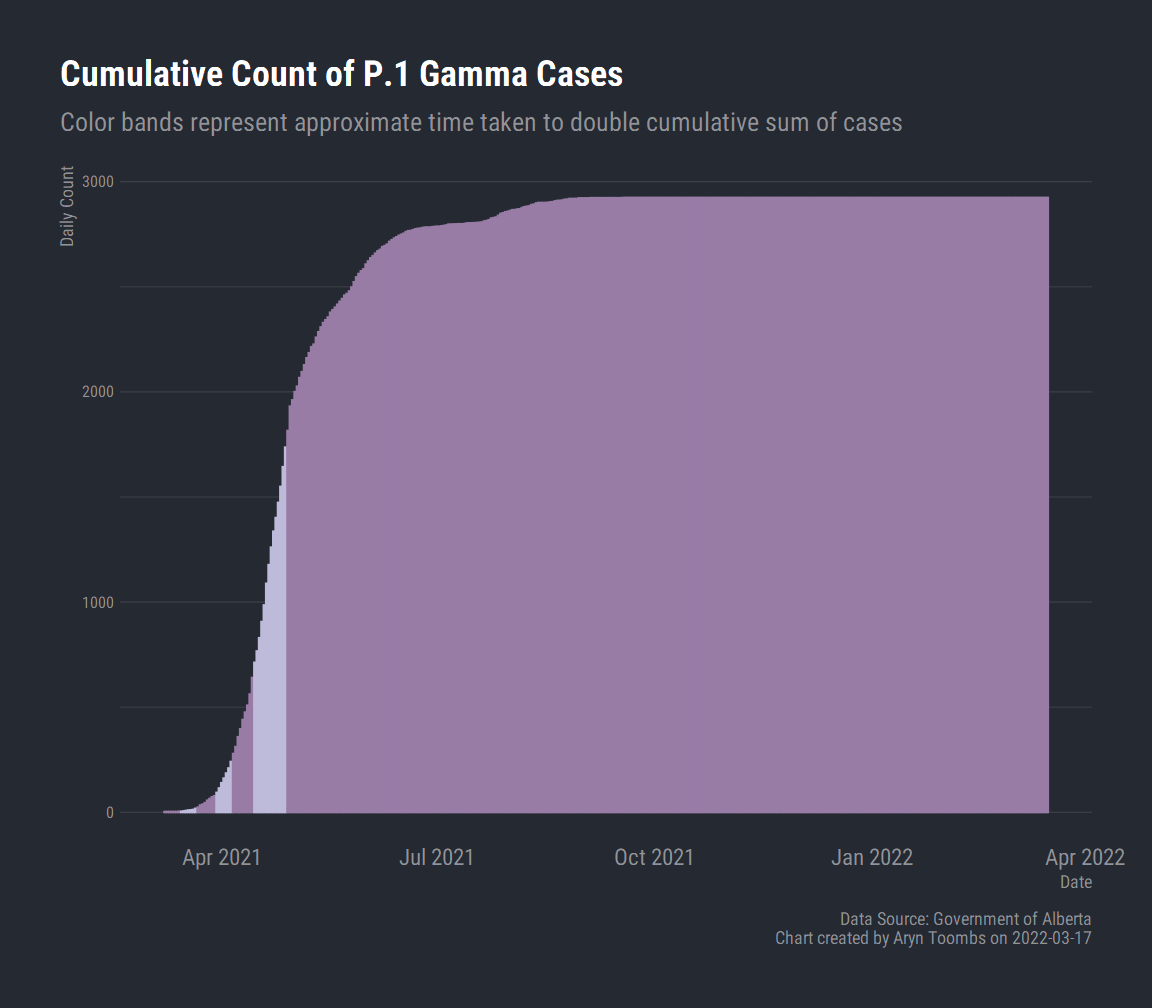 Cumulative Count of P.1 Gamma Cases
Color bands represent approximate time taken to double cumulative sum of cases
Daily Count
3000
2000
1000
0
Apr 2021
Jul 2021
Oct 2021
Jan 2022
Apr 2022
Date
Data Source: Government of Alberta
Chart created by Aryn Toombs on 2022-03-17